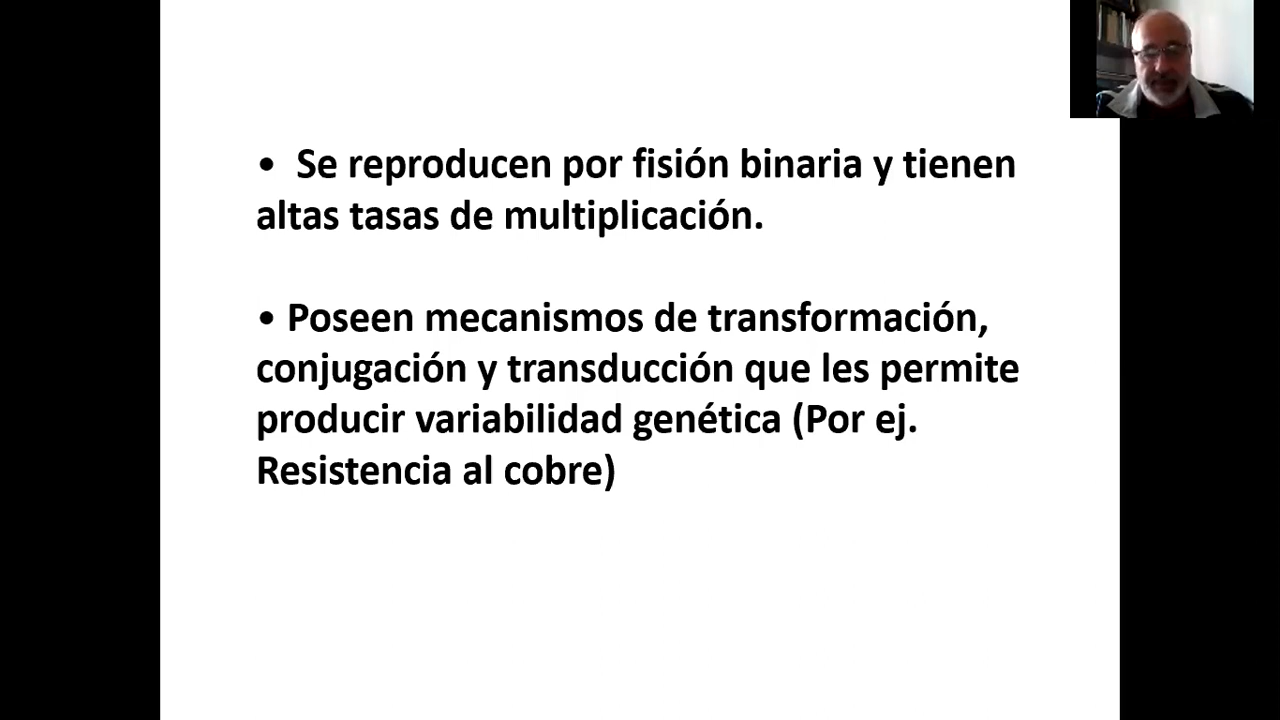 • Se reproducen por fisión binaria y tienen
altas tasas de multiplicación.
• Poseen mecanismos de transformación,
conjugación y transducción que les permite
producir variabilidad genética (Por ej.
Resistencia al cobre)